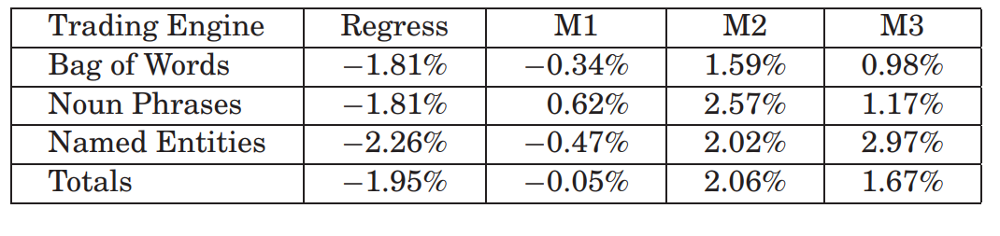 Trading Engine Regress M1 M2 M3
Bag of Words −1.81% −0.34% 1.59% 0.98%
Noun Phrases −1.81% 0.62% 2.57% 1.17%
Named Entities −2.26% −0.47% 2.02% 2.97%
Totals −1.95% −0.05% 2.06% 1.67%